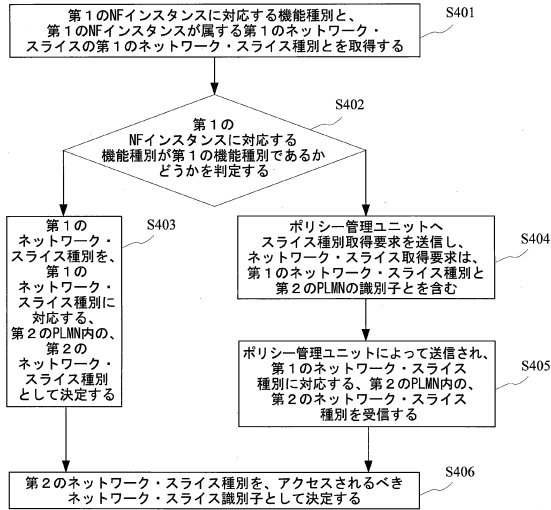 第１のNFインスタンスに対応する機能種別と、
第１のNFインスタンスが属する第１のネットワーク・
スライスの第１のネットワーク・スライス種別とを取得する
S401
第１の
NFインスタンスに対応する
機能種別が第１の機能種別であるか
どうかを判定する
S402
第１の
ネットワーク・
スライス種別を、
第１の
ネットワーク・
スライス種別に
対応する、
第２のPLMN内の、
第２の
ネットワーク・
スライス種別
として決定する
S403
ポリシー管理ユニットへ
スライス種別取得要求を送信し、
ネットワーク・スライス取得要求は、
第１のネットワーク・スライス種別と
第２のPLMNの識別子とを含む
S404
ポリシー管理ユニットによって送信され、
第１のネットワーク・スライス
種別に対応する、第２のPLMN内の、
第２のネットワーク・スライス
種別を受信する
S405
第２のネットワーク・スライス種別を、アクセスされるべき
ネットワーク・スライス識別子として決定する
S406